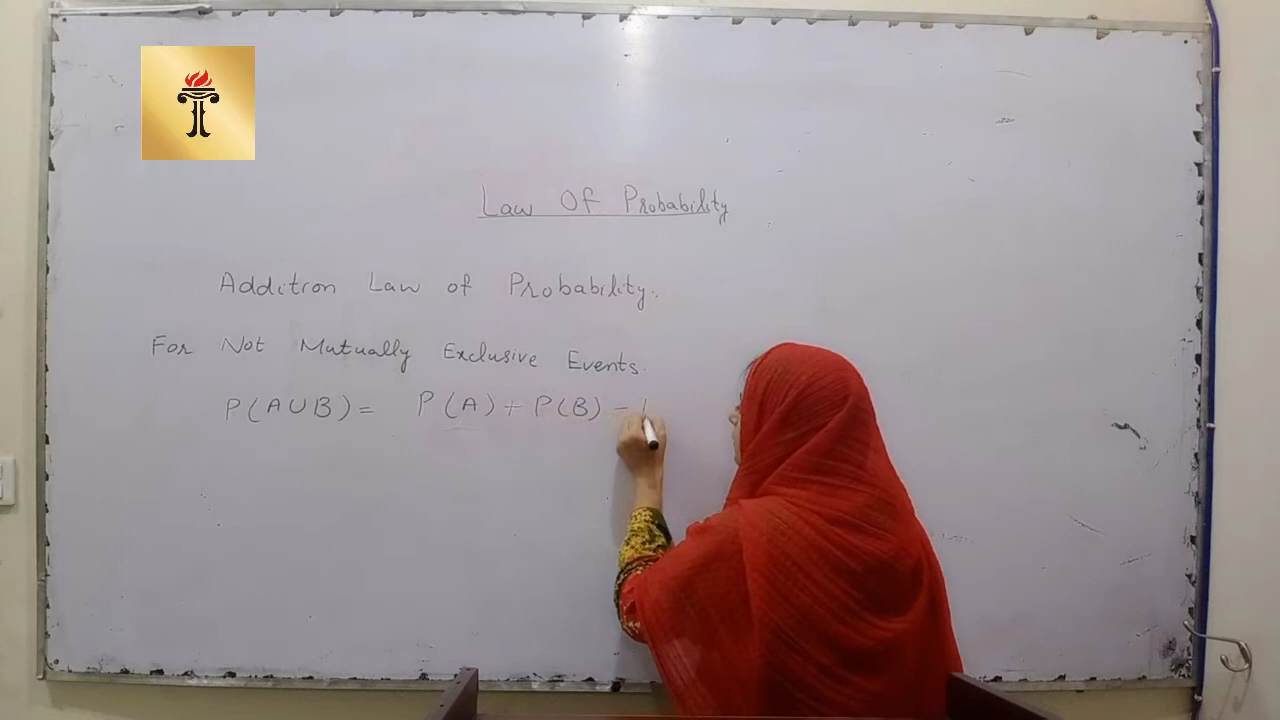 Law Of Probability
Addition Law of Probability.
For Not Mutually Exclusive Events.
P(A∪B) = P(A) + P(B) -